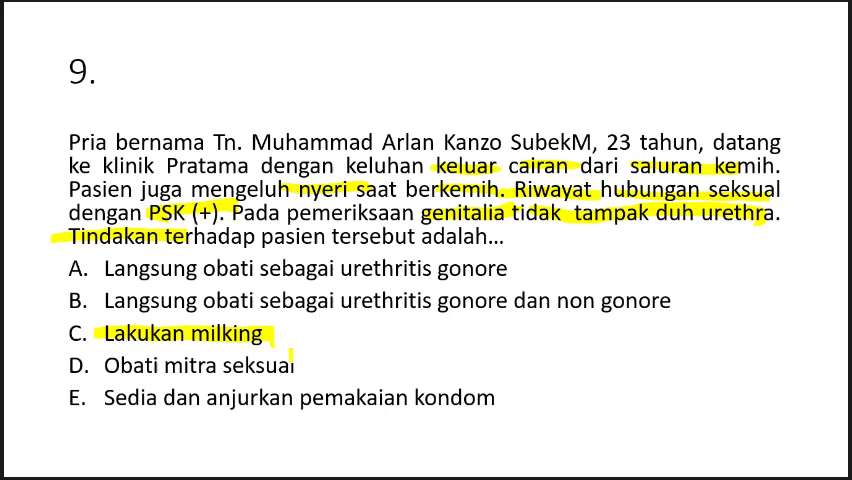 9.
Pria bernama Tn. Muhammad Arlan Kanzo SubekM, 23 tahun, datang
ke klinik Pratama dengan keluhan keluar cairan dari saluran kemih.
Pasien juga mengeluh nyeri saat berkemih. Riwayat hubungan seksual
dengan PSK (+). Pada pemeriksaan genitalia tidak tampak duh urethra.
Tindakan terhadap pasien tersebut adalah...
A. Langsung obati sebagai urethritis gonore
B. Langsung obati sebagai urethritis gonore dan non gonore
C. Lakukan milking
D. Obati mitra seksual
E. Sedia dan anjurkan pemakaian kondom